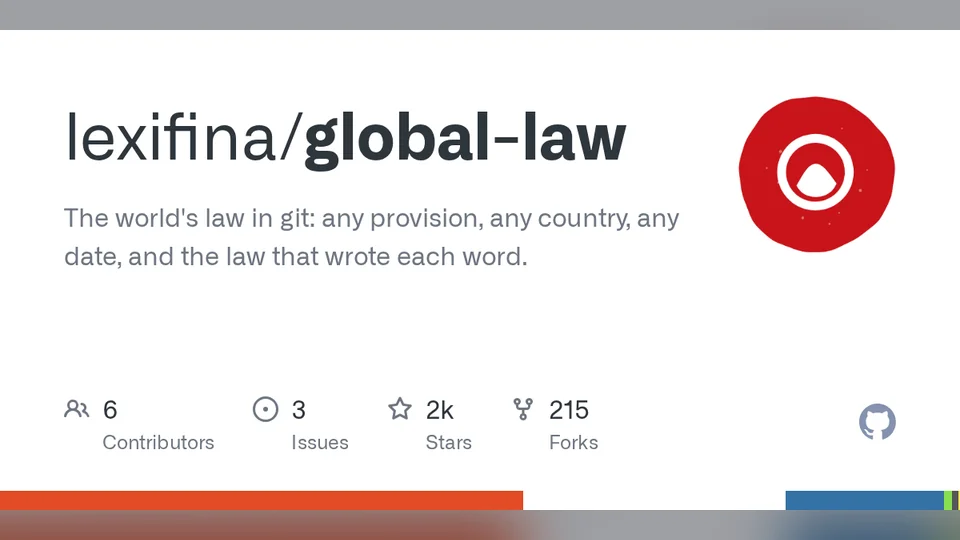 lexifina/global-law
The world's law in git: any provision, any country, any
date, and the law that wrote each word.
6
Contributors
3
Issues
2k
Stars
215
Forks